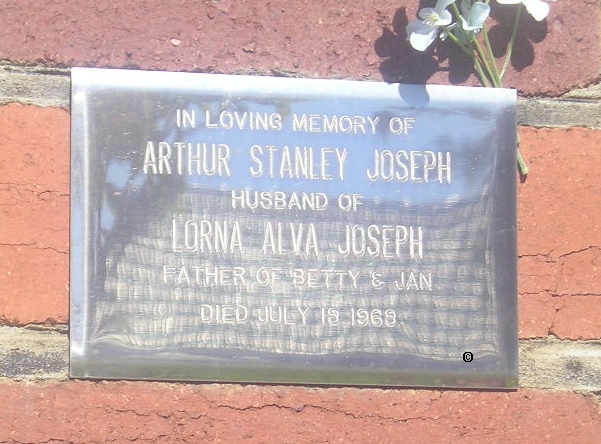 IN LOVING MEMORY OF
ARTHUR STANLEY JOSEPH
HUSBAND OF
LORNA ALVA JOSEPH
FATHER OF BETTY & JAN
DIED JULY 18 1968
©